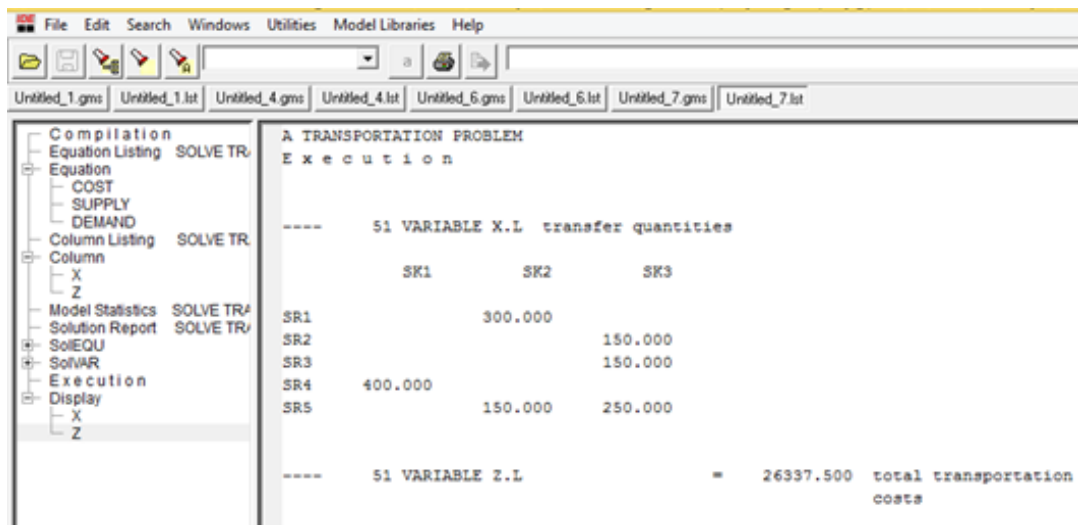 IDE File Edit Search Windows Utilities Model Libraries Help
a
A
Untitled_1.gms Untitled_1.lst Untitled_4.gms Untitled_4.lst Untitled_6.gms Untitled_6.lst Untitled_7.gms Untitled_7.lst
Compilation
Equation Listing SOLVE TR
Equation
COST
SUPPLY
DEMAND
Column Listing SOLVE TR
Column
X
Z
Model Statistics SOLVE TRA
Solution Report SOLVE TR
SolEQU
SolVAR
Execution
Display
X
Z
A TRANSPORTATION PROBLEM
E x e c u t i o n
---- 51 VARIABLE X.L transfer quantities
SK1 SK2 SK3
SR1 300.000
SR2 150.000
SR3 150.000
SR4 400.000
SR5 150.000 250.000
---- 51 VARIABLE Z.L = 26337.500 total transportation
costs